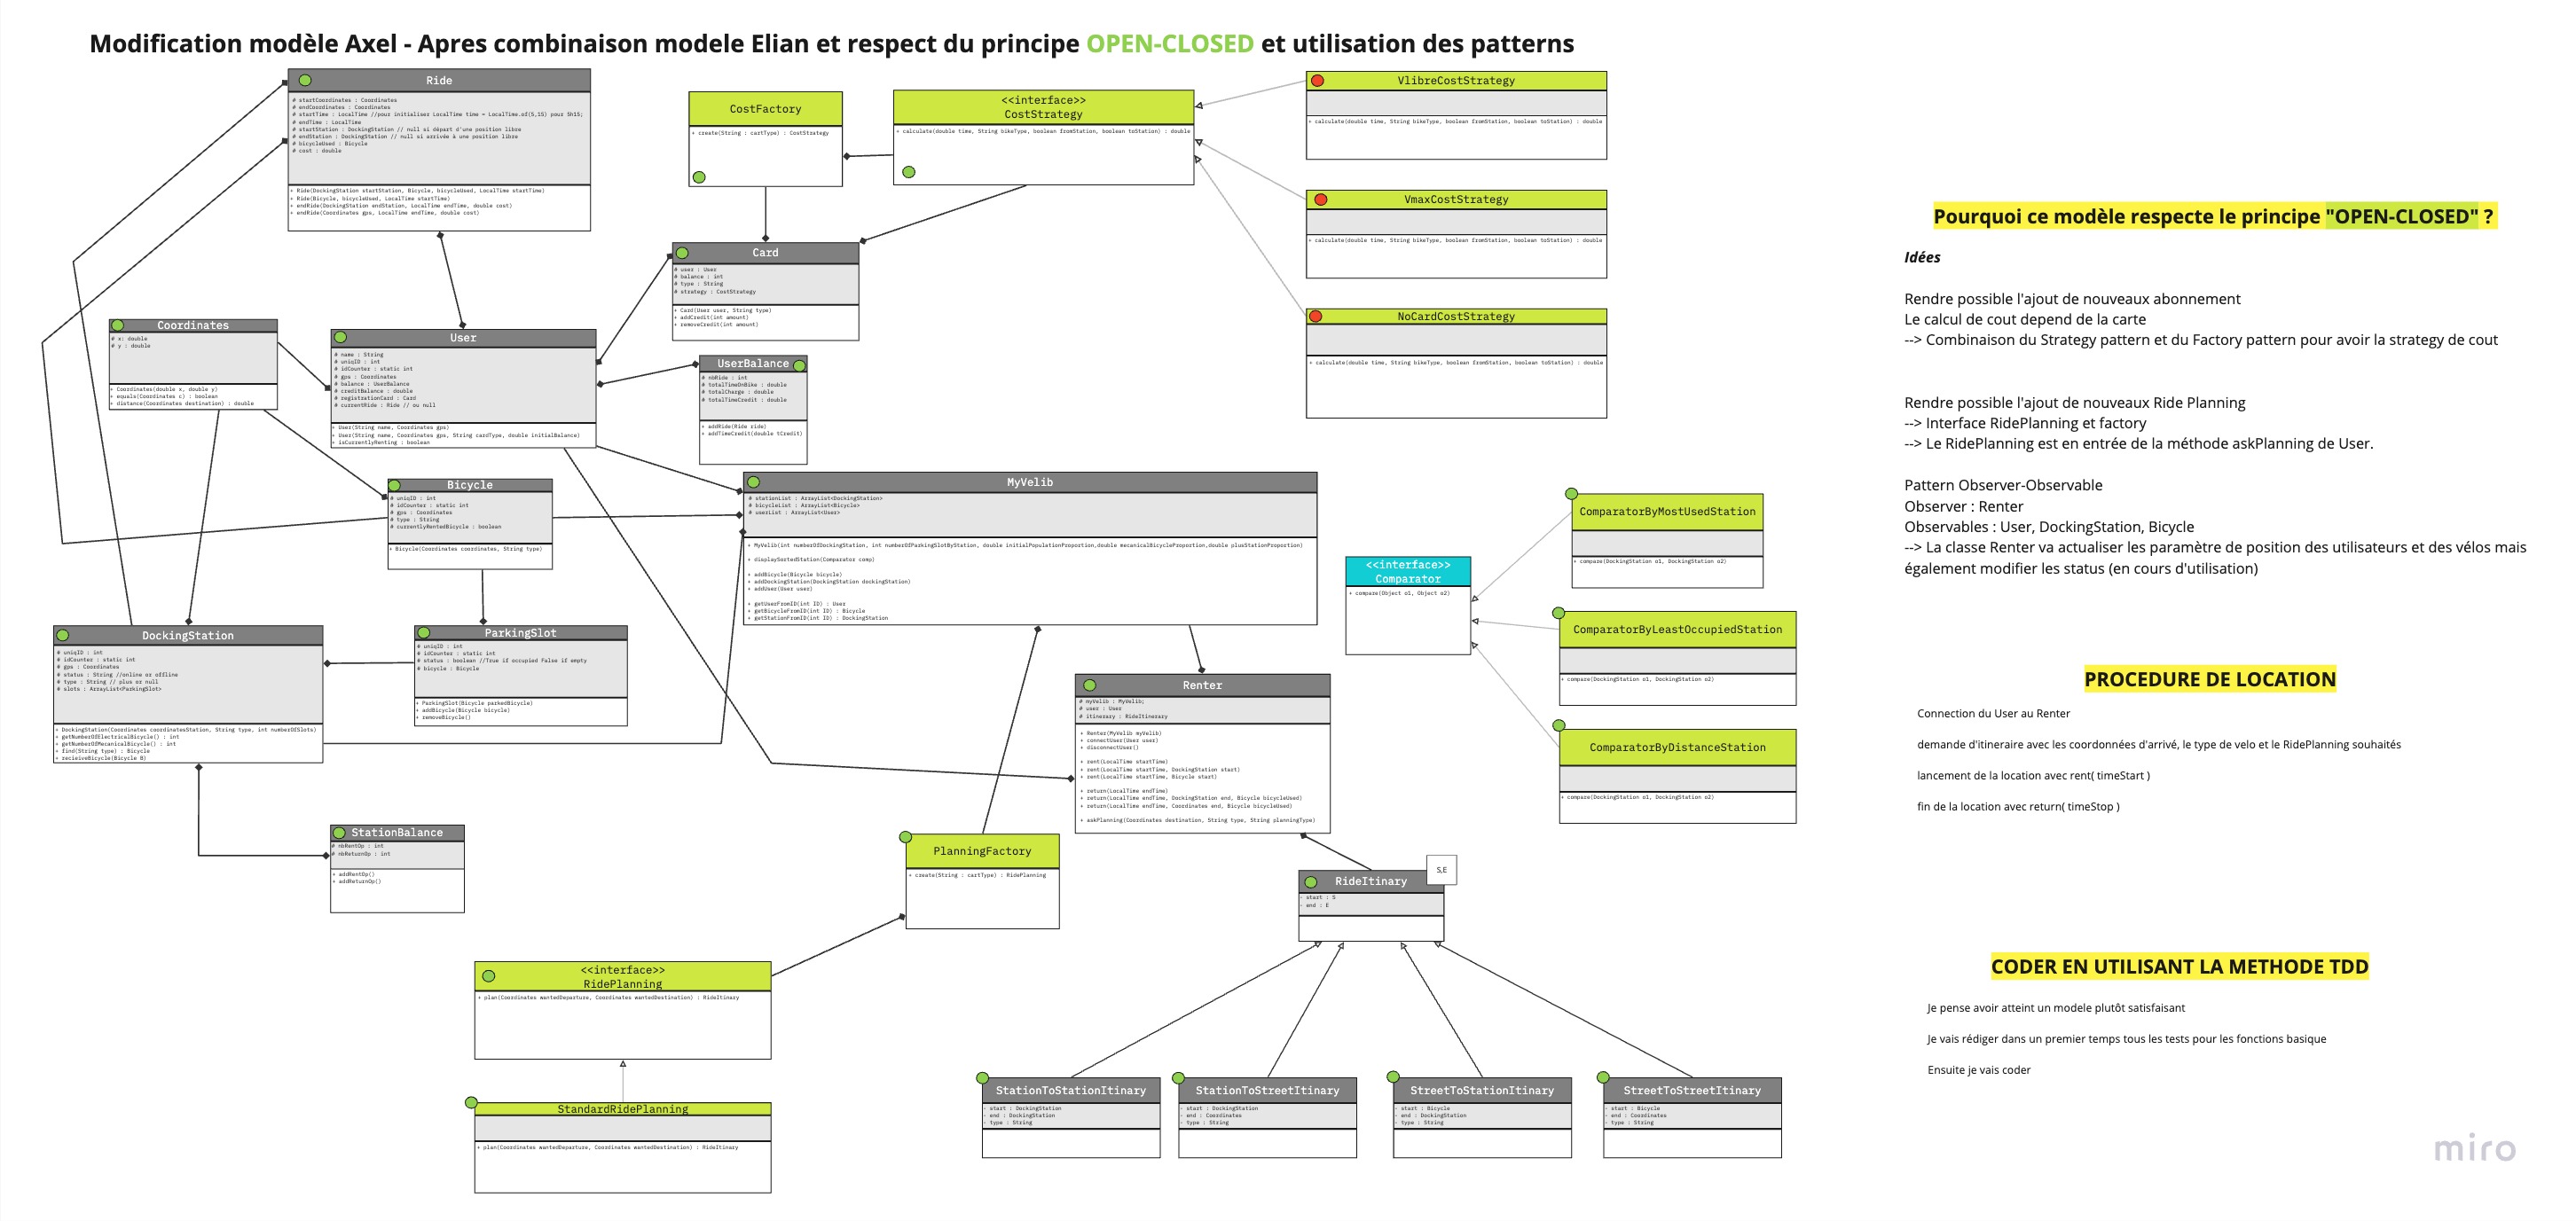 Modification modèle Axel - Apres combinaison modele Elian et respect du principe OPEN-CLOSED et utilisation des patterns
Ride
# startCoordinates : Coordinates
# endCoordinates : Coordinates
# startTime : LocalTime //pour initialiser LocalTime time = LocalTime.of(5,15) pour 5h15;
# endTime : LocalTime
# startStation : DockingStation // null si départ d'une position libre
# endStation : DockingStation // null si arrivée à une position libre
# bicycleUsed : Bicycle
# cost : double
+ Ride(DockingStation startStation, Bicycle, bicycleUsed, LocalTime startTime)
+ Ride(Bicycle, bicycleUsed, LocalTime startTime)
+ endRide(DockingStation endStation, LocalTime endTime, double cost)
+ endRide(Coordinates gps, LocalTime endTime, double cost)
CostFactory
+ create(String : cartType) : CostStrategy
<<interface>>
CostStrategy
+ calculate(double time, String bikeType, boolean fromStation, boolean toStation) : double
VlibreCostStrategy
+ calculate(double time, String bikeType, boolean fromStation, boolean toStation) : double
VmaxCostStrategy
+ calculate(double time, String bikeType, boolean fromStation, boolean toStation) : double
NoCardCostStrategy
+ calculate(double time, String bikeType, boolean fromStation, boolean toStation) : double
Card
# user : User
# balance : int
# type : String
# strategy : CostStrategy
+ Card(User user, String type)
+ addCredit(int amount)
+ removeCredit(int amount)
Coordinates
# x: double
# y : double
+ Coordinates(double x, double y)
+ equals(Coordinates c) : boolean
+ distance(Coordinates destination) : double
User
# name : String
# uniqID : int
# idCounter : static int
# gps : Coordinates
# balance : UserBalance
# creditBalance : double
# registrationCard : Card
# currentRide : Ride // ou null
+ User(String name, Coordinates gps)
+ User(String name, Coordinates gps, String cardType, double initialBalance)
+ isCurrentlyRenting : boolean
UserBalance
# nbRide : int
# totalTimeOnBike : double
# totalCharge : double
# totalTimeCredit : double
+ addRide(Ride ride)
+ addTimeCredit(double tCredit)
Bicycle
# uniqID : int
# idCounter : static int
# gps : Coordinates
# type : String
# currentlyRentedBicycle : boolean
+ Bicycle(Coordinates coordinates, String type)
MyVelib
# stationList : ArrayList<DockingStation>
# bicycleList : ArrayList<Bicycle>
# userList : ArrayList<User>
+ MyVelib(int numberOfDockingStation, int numberOfParkingSlotByStation, double initialPopulationProportion,double mecanicalBicycleProportion,double plusStationProportion)
+ displaySortedStation(Comparator comp)
+ addBicycle(Bicycle bicycle)
+ addDockingStation(DockingStation dockingStation)
+ addUser(User user)
+ getUserFromID(int ID) : User
+ getBicycleFromID(int ID) : Bicycle
+ getStationFromID(int ID) : DockingStation
<<interface>>
Comparator
+ compare(Object o1, Object o2)
ComparatorByMostUsedStation
+ compare(DockingStation o1, DockingStation o2)
ComparatorByLeastOccupiedStation
+ compare(DockingStation o1, DockingStation o2)
ComparatorByDistanceStation
+ compare(DockingStation o1, DockingStation o2)
DockingStation
# uniqID : int
# idCounter : static int
# gps : Coordinates
# status : String //online or offline
# type : String // plus or null
# slots : ArrayList<ParkingSlot>
+ DockingStation(Coordinates coordinatesStation, String type, int numberOfSlots)
+ getNumberOfElectricalBicycle() : int
+ getNumberOfMecanicalBicycle() : int
+ find(String type) : Bicycle
+ recieiveBicycle(Bicycle B)
ParkingSlot
# uniqID : int
# idCounter : static int
# status : boolean //True if occupied False if empty
# bicycle : Bicycle
+ ParkingSlot(Bicycle parkedBicycle)
+ addBicycle(Bicycle bicycle)
+ removeBicycle()
Renter
# myVelib : MyVelib;
# user : User
# itinerary : RideItinerary
+ Renter(MyVelib myVelib)
+ connectUser(User user)
+ disconnectUser()
+ rent(LocalTime startTime)
+ rent(LocalTime startTime, DockingStation start)
+ rent(LocalTime startTime, Bicycle start)
+ return(LocalTime endTime)
+ return(LocalTime endTime, DockingStation end, Bicycle bicycleUsed)
+ return(LocalTime endTime, Coordinates end, Bicycle bicycleUsed)
+ askPlanning(Coordinates destination, String type, String planningType)
StationBalance
# nbRentOp : int
# nbReturnOp : int
+ addRentOp()
+ addReturnOp()
PlanningFactory
+ create(String : cartType) : RidePlanning
RideItinary
S,E
- start : S
- end : E
<<interface>>
RidePlanning
+ plan(Coordinates wantedDeparture, Coordinates wantedDestination) : RideItinary
StandardRidePlanning
+ plan(Coordinates wantedDeparture, Coordinates wantedDestination) : RideItinary
StationToStationItinary
- start : DockingStation
- end : DockingStation
- type : String
StationToStreetItinary
- start : DockingStation
- end : Coordinates
- type : String
StreetToStationItinary
- start : Bicycle
- end : DockingStation
- type : String
StreetToStreetItinary
- start : Bicycle
- end : Coordinates
- type : String
Pourquoi ce modèle respecte le principe "OPEN-CLOSED" ?
Idées
Rendre possible l'ajout de nouveaux abonnement
Le calcul de cout depend de la carte
--> Combinaison du Strategy pattern et du Factory pattern pour avoir la strategy de cout
Rendre possible l'ajout de nouveaux Ride Planning
--> Interface RidePlanning et factory
--> Le RidePlanning est en entrée de la méthode askPlanning de User.
Pattern Observer-Observable
Observer : Renter
Observables : User, DockingStation, Bicycle
--> La classe Renter va actualiser les paramètre de position des utilisateurs et des vélos mais
également modifier les status (en cours d'utilisation)
PROCEDURE DE LOCATION
Connection du User au Renter
demande d'itineraire avec les coordonnées d'arrivé, le type de velo et le RidePlanning souhaités
lancement de la location avec rent( timeStart )
fin de la location avec return( timeStop )
CODER EN UTILISANT LA METHODE TDD
Je pense avoir atteint un modele plutôt satisfaisant
Je vais rédiger dans un premier temps tous les tests pour les fonctions basique
Ensuite je vais coder
miro